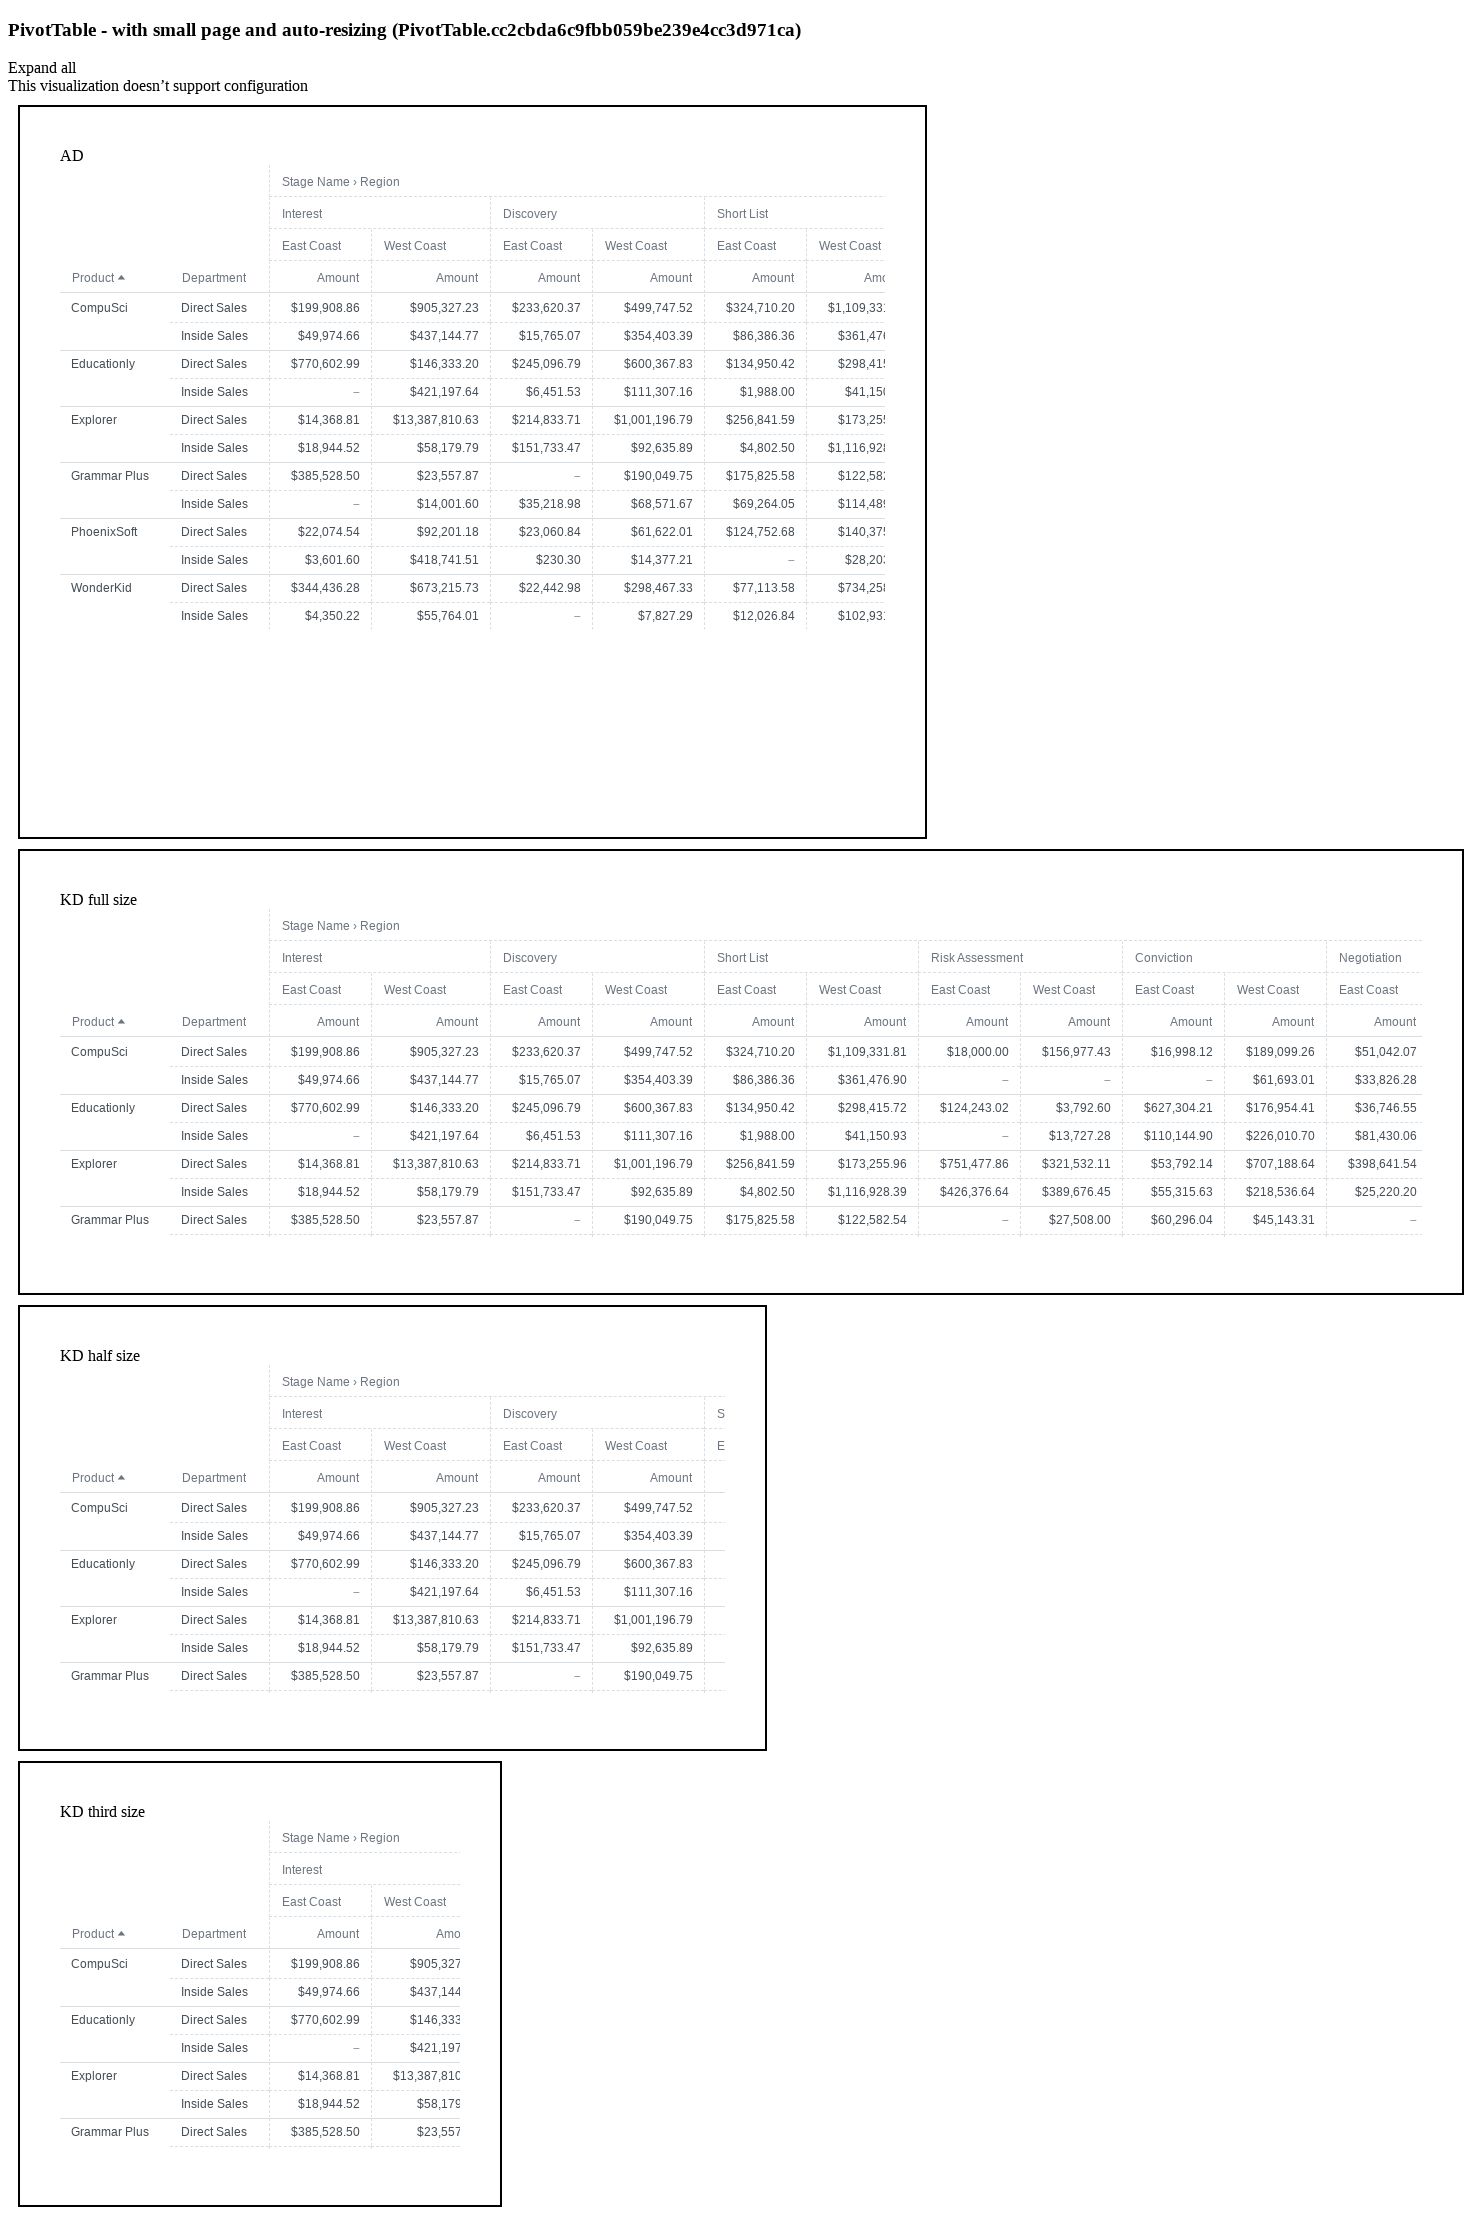 PivotTable - with small page and auto-resizing (PivotTable.cc2cbda6c9fbb059be239e4cc3d971ca)
Expand all
This visualization doesn’t support configuration
AD
Stage Name › Region
Interest Discovery Short List
East Coast West Coast East Coast West Coast East Coast West Coast
Product Department Amount Amount Amount Amount Amount Amo
CompuSci Direct Sales $199,908.86 $905,327.23 $233,620.37 $499,747.52 $324,710.20 $1,109,331
Inside Sales $49,974.66 $437,144.77 $15,765.07 $354,403.39 $86,386.36 $361,476
Educationly Direct Sales $770,602.99 $146,333.20 $245,096.79 $600,367.83 $134,950.42 $298,415
Inside Sales – $421,197.64 $6,451.53 $111,307.16 $1,988.00 $41,150
Explorer Direct Sales $14,368.81 $13,387,810.63 $214,833.71 $1,001,196.79 $256,841.59 $173,255
Inside Sales $18,944.52 $58,179.79 $151,733.47 $92,635.89 $4,802.50 $1,116,928
Grammar Plus Direct Sales $385,528.50 $23,557.87 – $190,049.75 $175,825.58 $122,582
Inside Sales – $14,001.60 $35,218.98 $68,571.67 $69,264.05 $114,489
PhoenixSoft Direct Sales $22,074.54 $92,201.18 $23,060.84 $61,622.01 $124,752.68 $140,375
Inside Sales $3,601.60 $418,741.51 $230.30 $14,377.21 – $28,203
WonderKid Direct Sales $344,436.28 $673,215.73 $22,442.98 $298,467.33 $77,113.58 $734,258
Inside Sales $4,350.22 $55,764.01 – $7,827.29 $12,026.84 $102,931
KD full size
Stage Name › Region
Interest Discovery Short List Risk Assessment Conviction Negotiation
East Coast West Coast East Coast West Coast East Coast West Coast East Coast West Coast East Coast West Coast East Coast
Product Department Amount Amount Amount Amount Amount Amount Amount Amount Amount Amount Amount
CompuSci Direct Sales $199,908.86 $905,327.23 $233,620.37 $499,747.52 $324,710.20 $1,109,331.81 $18,000.00 $156,977.43 $16,998.12 $189,099.26 $51,042.07
Inside Sales $49,974.66 $437,144.77 $15,765.07 $354,403.39 $86,386.36 $361,476.90 – – – $61,693.01 $33,826.28
Educationly Direct Sales $770,602.99 $146,333.20 $245,096.79 $600,367.83 $134,950.42 $298,415.72 $124,243.02 $3,792.60 $627,304.21 $176,954.41 $36,746.55
Inside Sales – $421,197.64 $6,451.53 $111,307.16 $1,988.00 $41,150.93 – $13,727.28 $110,144.90 $226,010.70 $81,430.06
Explorer Direct Sales $14,368.81 $13,387,810.63 $214,833.71 $1,001,196.79 $256,841.59 $173,255.96 $751,477.86 $321,532.11 $53,792.14 $707,188.64 $398,641.54
Inside Sales $18,944.52 $58,179.79 $151,733.47 $92,635.89 $4,802.50 $1,116,928.39 $426,376.64 $389,676.45 $55,315.63 $218,536.64 $25,220.20
Grammar Plus Direct Sales $385,528.50 $23,557.87 – $190,049.75 $175,825.58 $122,582.54 – $27,508.00 $60,296.04 $45,143.31 –
KD half size
Stage Name › Region
Interest Discovery S
East Coast West Coast East Coast West Coast E
Product Department Amount Amount Amount Amount
CompuSci Direct Sales $199,908.86 $905,327.23 $233,620.37 $499,747.52
Inside Sales $49,974.66 $437,144.77 $15,765.07 $354,403.39
Educationly Direct Sales $770,602.99 $146,333.20 $245,096.79 $600,367.83
Inside Sales – $421,197.64 $6,451.53 $111,307.16
Explorer Direct Sales $14,368.81 $13,387,810.63 $214,833.71 $1,001,196.79
Inside Sales $18,944.52 $58,179.79 $151,733.47 $92,635.89
Grammar Plus Direct Sales $385,528.50 $23,557.87 – $190,049.75
KD third size
Stage Name › Region
Interest
East Coast West Coast
Product Department Amount Amo
CompuSci Direct Sales $199,908.86 $905,327
Inside Sales $49,974.66 $437,144
Educationly Direct Sales $770,602.99 $146,333
Inside Sales – $421,197
Explorer Direct Sales $14,368.81 $13,387,810
Inside Sales $18,944.52 $58,179
Grammar Plus Direct Sales $385,528.50 $23,557